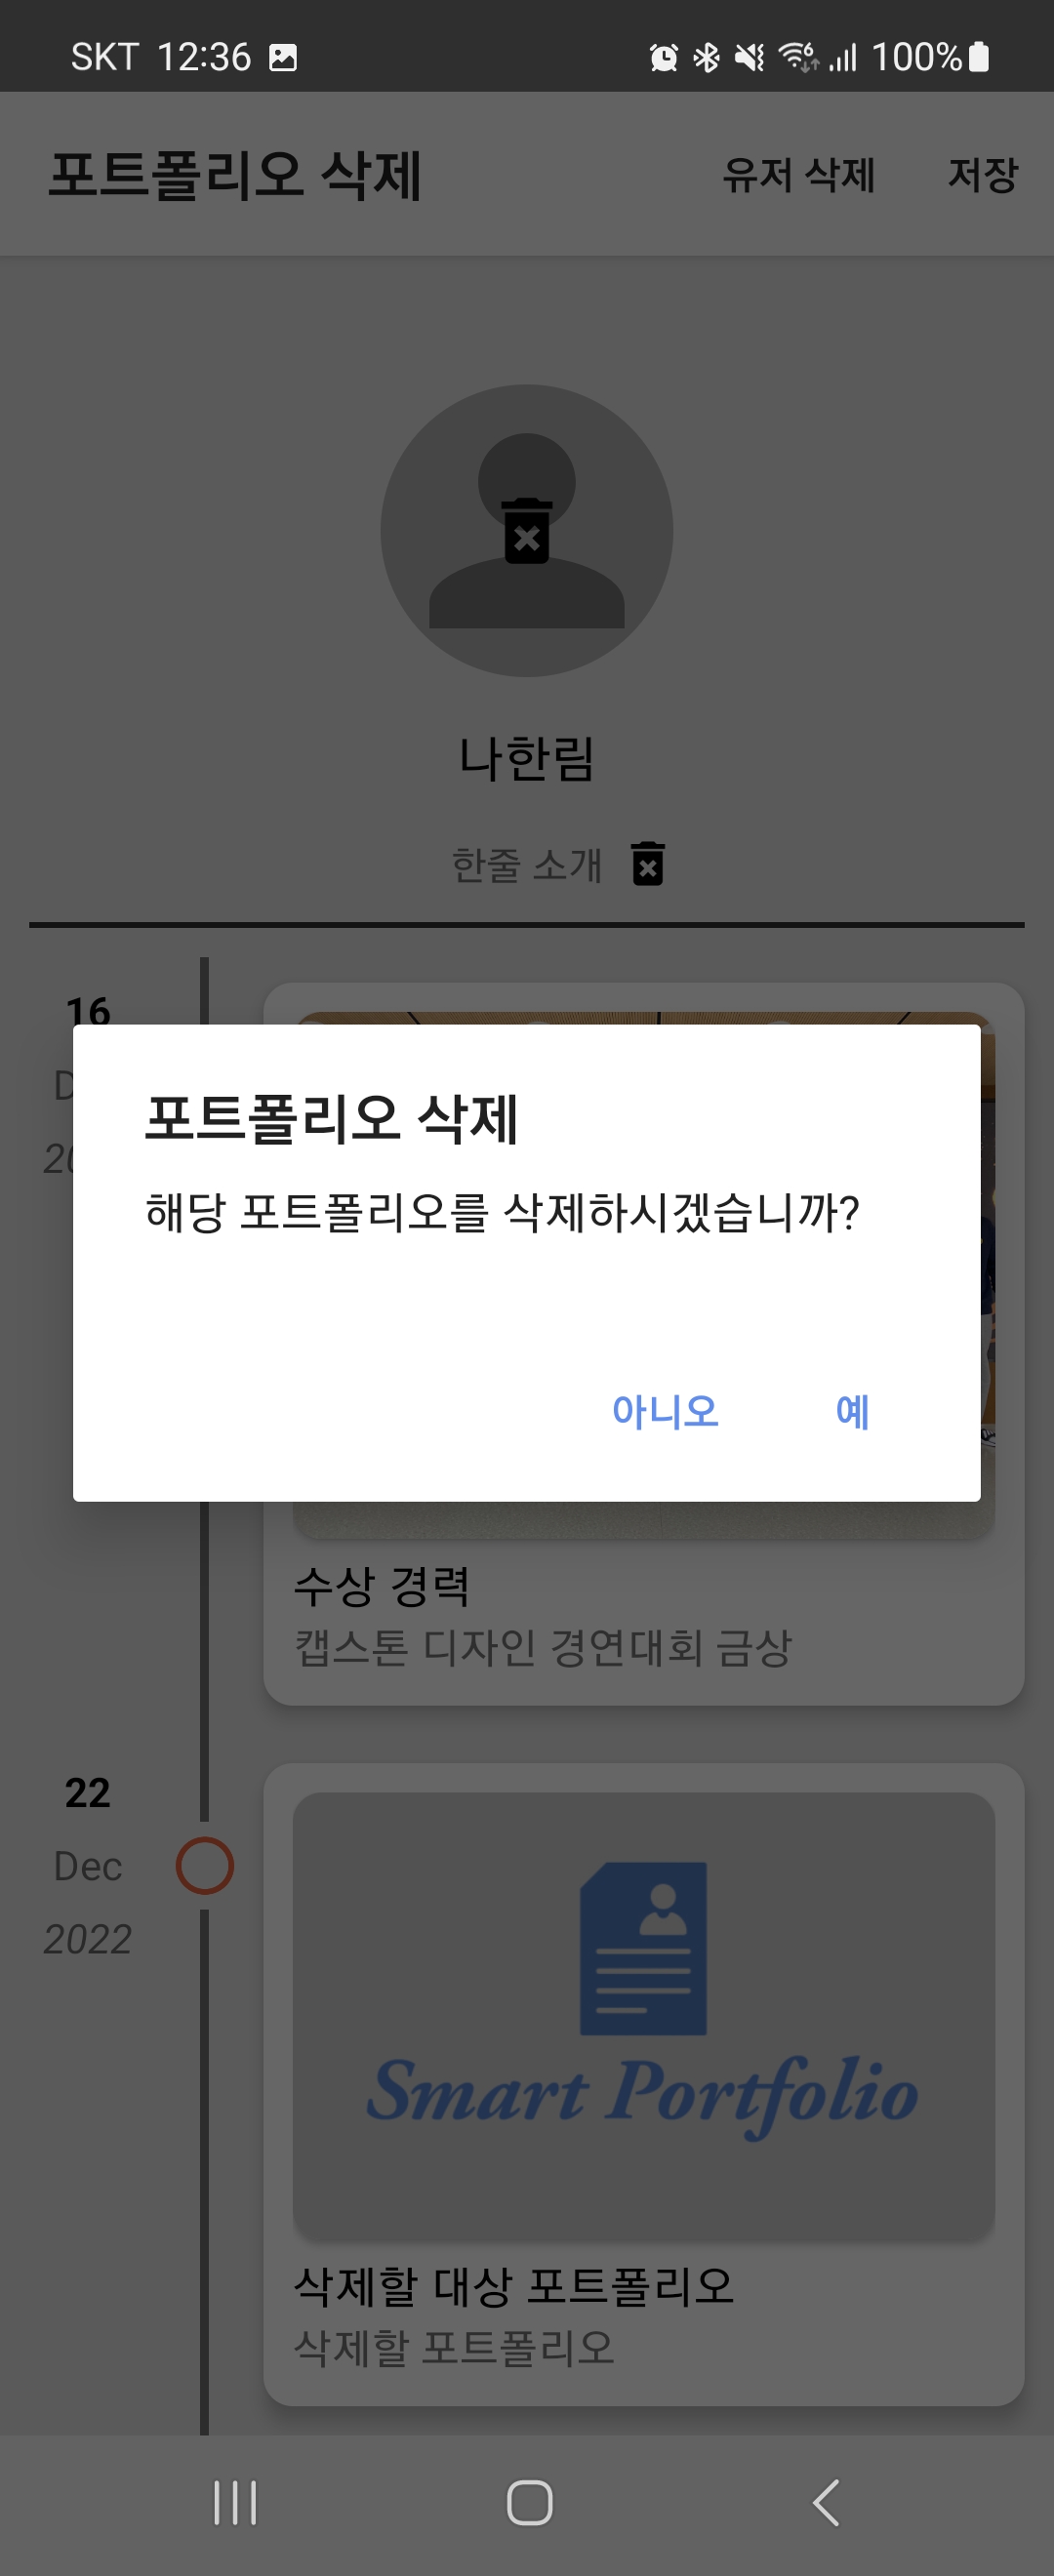 SKT 12:36 100%
포트폴리오 삭제 유저 삭제 저장
나한림
한줄 소개
16
포트폴리오 삭제
해당 포트폴리오를 삭제하시겠습니까?
아니오 예
수상 경력
캡스톤 디자인 경연대회 금상
22
Dec
2022
Smart Portfolio
삭제할 대상 포트폴리오
삭제할 포트폴리오